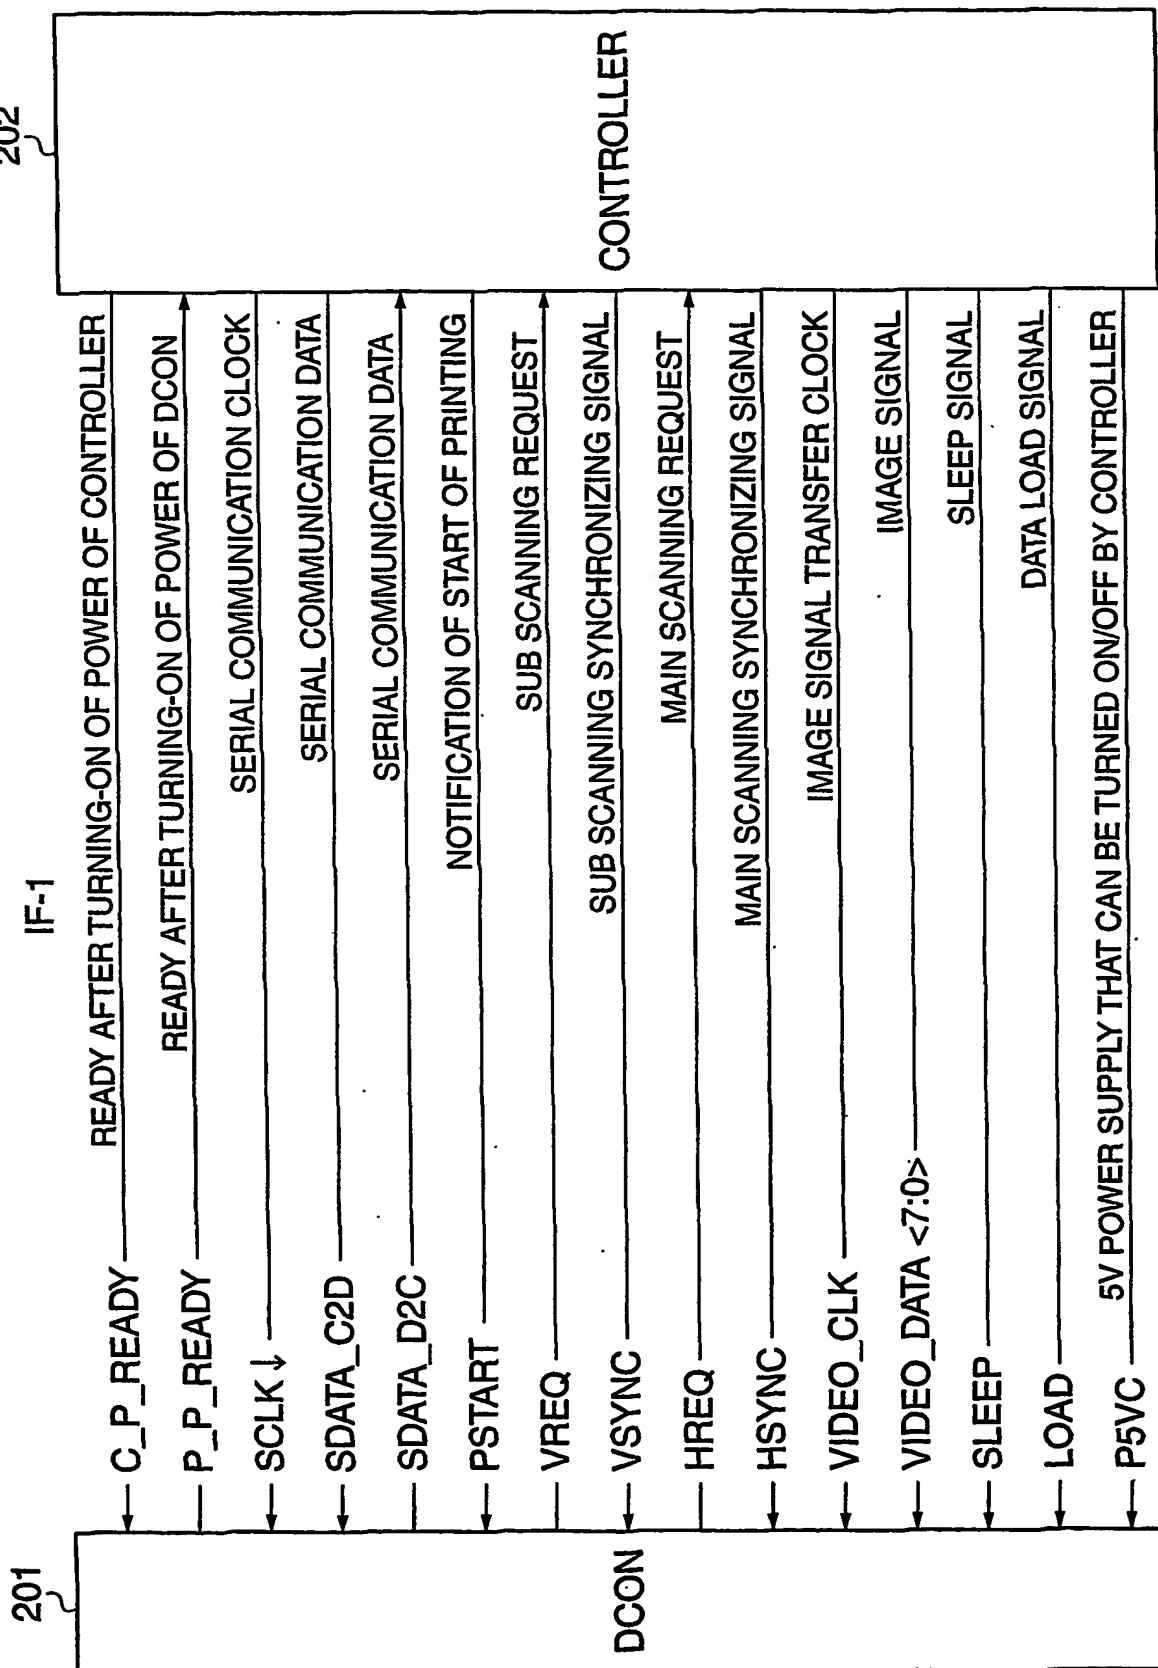 IF-1
201
202
DCON
CONTROLLER
C_P_READY READY AFTER TURNING-ON OF POWER OF CONTROLLER
P_P_READY READY AFTER TURNING-ON OF POWER OF DCON
SCLK ↓ SERIAL COMMUNICATION CLOCK
SDATA_C2D SERIAL COMMUNICATION DATA
SDATA_D2C SERIAL COMMUNICATION DATA
PSTART NOTIFICATION OF START OF PRINTING
VREQ SUB SCANNING REQUEST
VSYNC SUB SCANNING SYNCHRONIZING SIGNAL
HREQ MAIN SCANNING REQUEST
HSYNC MAIN SCANNING SYNCHRONIZING SIGNAL
VIDEO_CLK IMAGE SIGNAL TRANSFER CLOCK
VIDEO_DATA <7:0> IMAGE SIGNAL
SLEEP SLEEP SIGNAL
LOAD DATA LOAD SIGNAL
P5VC 5V POWER SUPPLY THAT CAN BE TURNED ON/OFF BY CONTROLLER